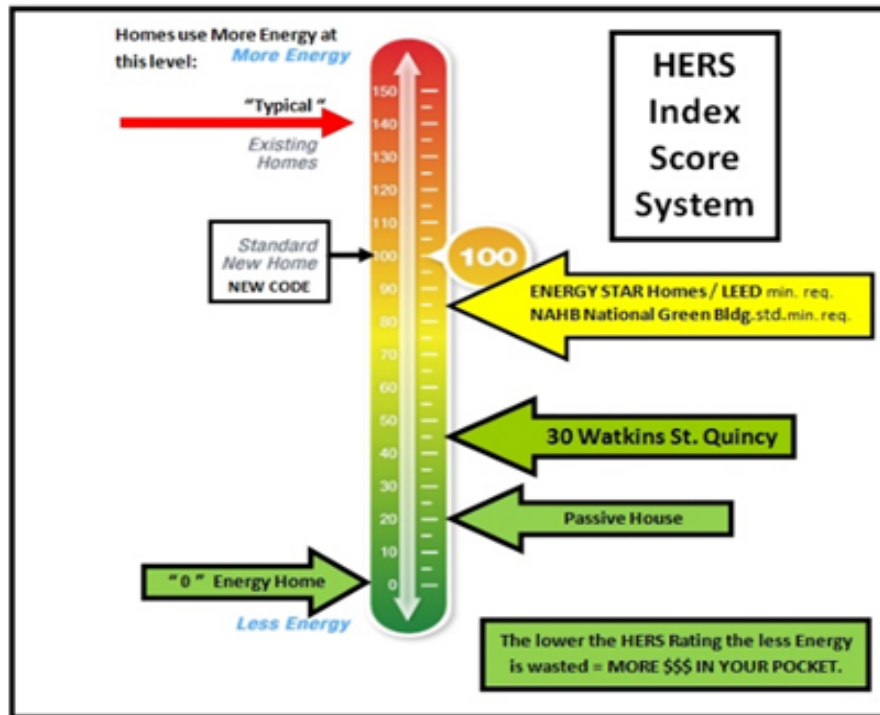 Homes use More Energy at
this level:
More Energy
HERS
Index
Score
System
"Typical "
Existing
Homes
150
140
130
120
110
100
90
80
70
60
50
40
30
20
10
0
Standard
New Home
NEW CODE
100
ENERGY STAR Homes / LEED min. req.
NAHB National Green Bldg.std.min.req.
30 Watkins St. Quincy
Passive House
" 0 " Energy Home
Less Energy
The lower the HERS Rating the less Energy
is wasted = MORE $$$ IN YOUR POCKET.